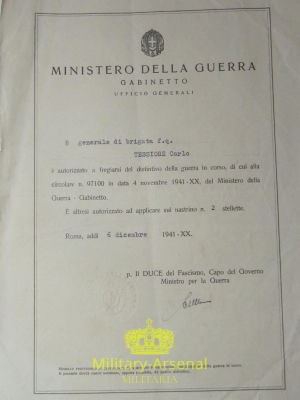 MINISTERO DELLA GUERRA
GABINETTO
UFFICIO GENERALI
Il generale di brigata f.q.
TESSIORE Carlo
è autorizzato a fregiarsi del distintivo della guerra in corso, di cui alla
circolare n. 97100 in data 4 novembre 1941-XX, del Ministero della
Guerra - Gabinetto.
È altresì autorizzato ad applicare sul nastrino n. 2 stellette.
Roma, addì 6 dicembre 1941-XX.
p. Il DUCE del Fascismo, Capo del Governo
Ministro per la Guerra
Military Arsenal
MILITARIA